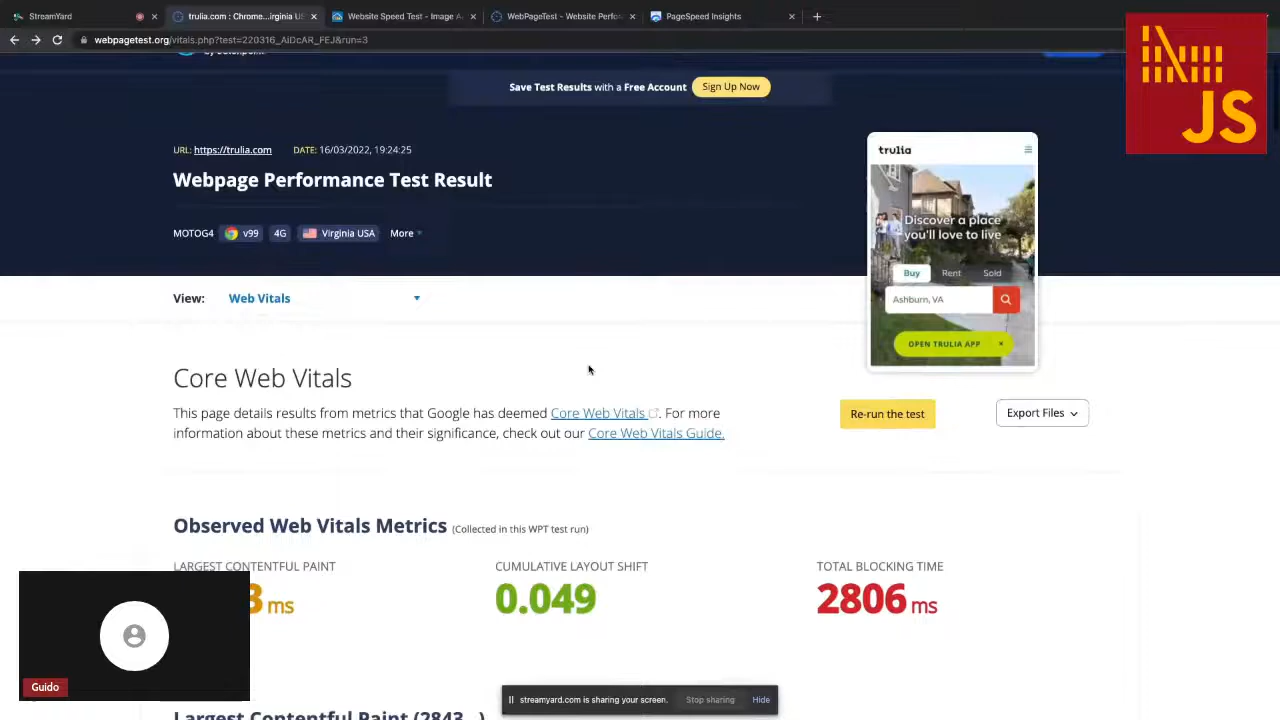 StreamYard
trulia.com : Chrome...irginia US
Website Speed Test - Image A
WebPageTest - Website Perfo
PageSpeed Insights
webpagetest.org/vitals.php?test=220316_AiDcAR_FEJ&run=3
Save Test Results with a Free Account
Sign Up Now
JS
URL: https://trulia.com
DATE: 16/03/2022, 19:24:25
Webpage Performance Test Result
MOTOG4
v99
4G
Virginia USA
More
trulia
Discover a place
you'll love to live
Buy
Rent
Sold
Ashburn, VA
OPEN TRULIA APP ×
View:
Web Vitals
Core Web Vitals
This page details results from metrics that Google has deemed Core Web Vitals . For more
information about these metrics and their significance, check out our Core Web Vitals Guide.
Re-run the test
Export Files
Observed Web Vitals Metrics (Collected in this WPT test run)
LARGEST CONTENTFUL PAINT
CUMULATIVE LAYOUT SHIFT
TOTAL BLOCKING TIME
3 ms
0.049
2806 ms
Guido
streamyard.com is sharing your screen.
Stop sharing
Hide
Largest Contentful Paint (2843